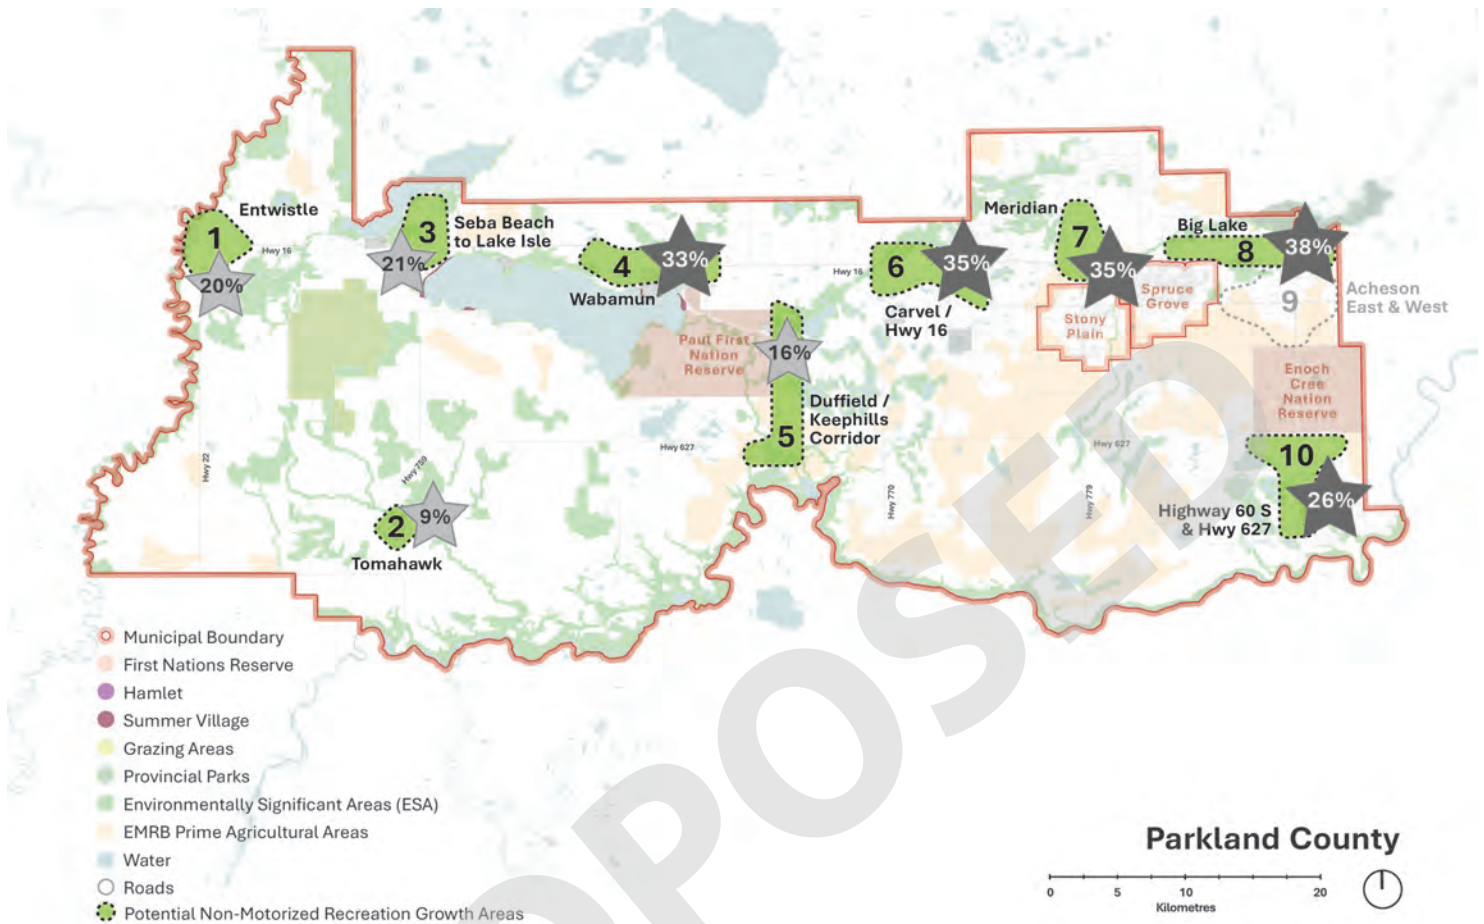 Entwistle
1
20%
Hwy 16
3
21%
Seba Beach
to Lake Isle
4
33%
Wabamun
Paul First
Nation
Reserve
16%
5
Duffield /
Keephills
Corridor
Hwy 16
6
35%
Carvel /
Hwy 16
Meridian
7
35%
Stony
Plain
Spruce
Grove
Big Lake
8
38%
9
Acheson
East & West
Enoch
Cree
Nation
Reserve
10
26%
Highway 60 S
& Hwy 627
Hwy 22
Hwy 759
2
9%
Tomahawk
Hwy 627
Hwy 770
Hwy 779
Hwy 627
Municipal Boundary
First Nations Reserve
Hamlet
Summer Village
Grazing Areas
Provincial Parks
Environmentally Significant Areas (ESA)
EMRB Prime Agricultural Areas
Water
Roads
Potential Non-Motorized Recreation Growth Areas
Parkland County
0 5 10 20
Kilometres
OPOSED